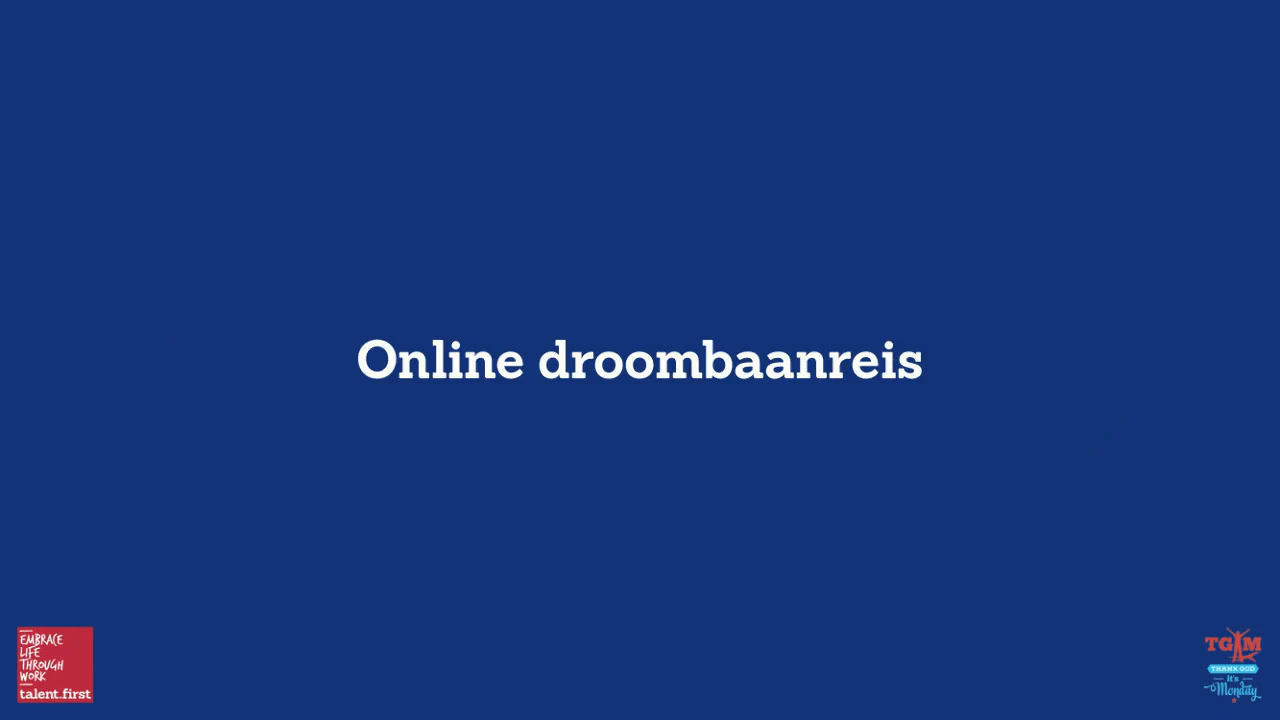 Online droombaanreis
EMBRACE
LIFE
THROUGH
WORK
talent.first
TGIM
THANK GOD
it's
Monday